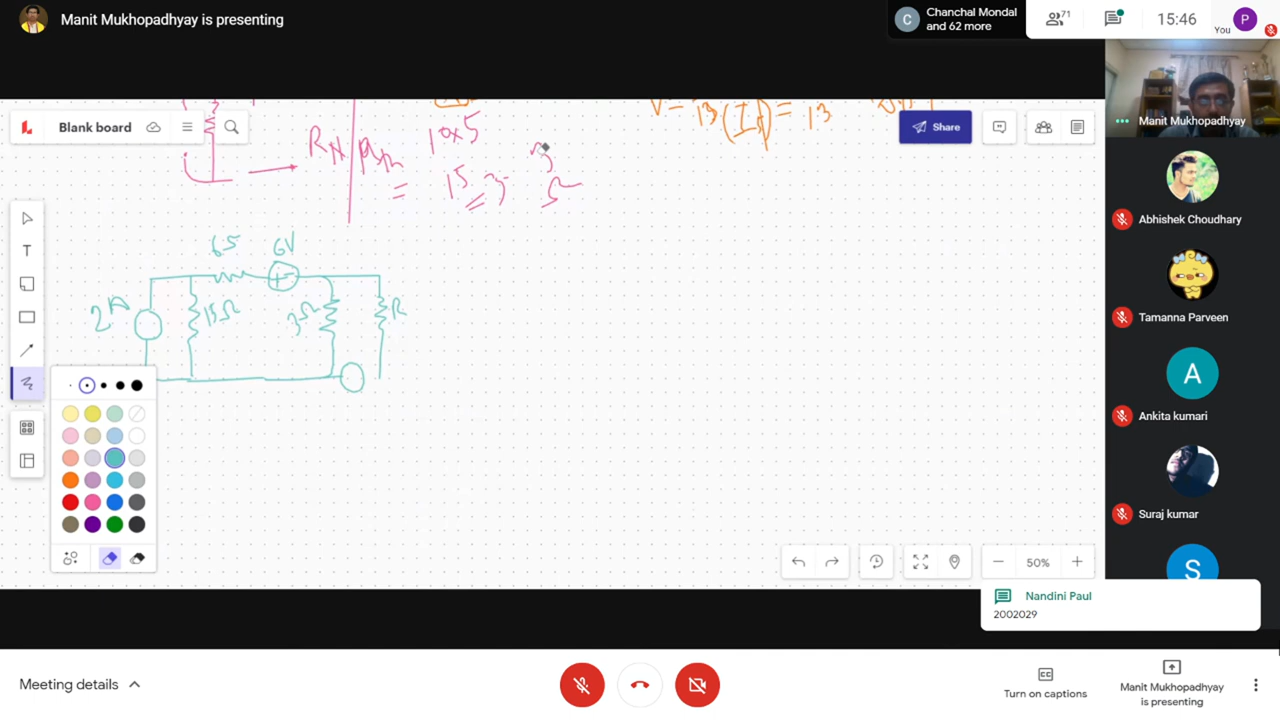 Manit Mukhopadhyay is presenting
Chanchal Mondal
and 62 more
C
71
15:46
You
P
Blank board
Share
Manit Mukhopadhyay
10x5
= 15
2A
6V
15Ω
3Ω
R
Abhishek Choudhary
Tamanna Parveen
A
Ankita kumari
Suraj kumar
S
T
50%
Nandini Paul
2002029
Meeting details
Turn on captions
Manit Mukhopadhyay
is presenting